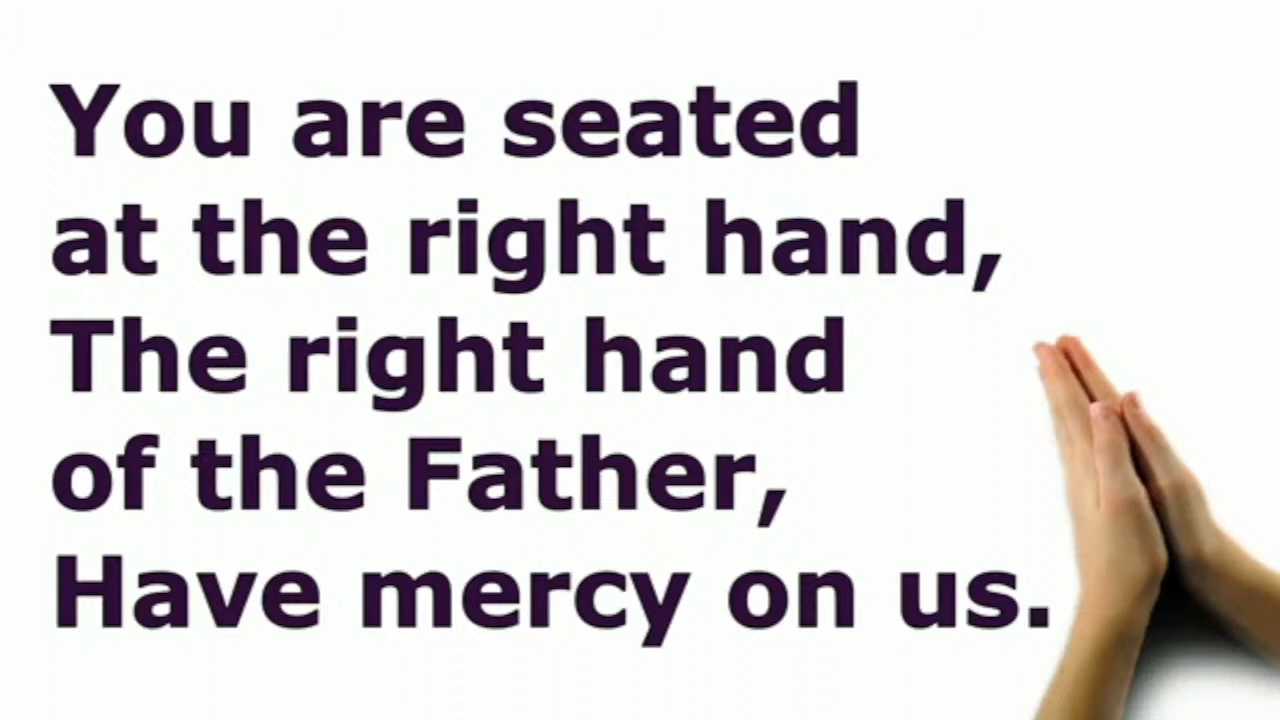 You are seated
at the right hand,
The right hand
of the Father,
Have mercy on us.